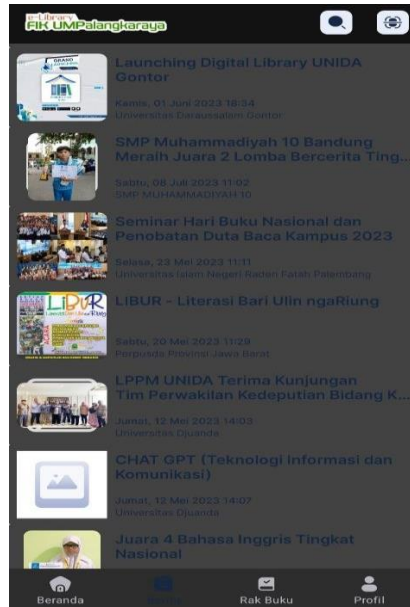 e-Library
FIK UMPalangkaraya
Launching Digital Library UNIDA
Gontor
Kamis, 01 Juni 2023 18:34
Universitas Darussalam Gontor
SMP Muhammadiyah 10 Bandung
Meraih Juara 2 Lomba Bercerita Ting...
Sabtu, 08 Juli 2023 11:02
SMP MUHAMMADIYAH 10
Seminar Hari Buku Nasional dan
Penobatan Duta Baca Kampus 2023
Selasa, 23 Mei 2023 11:11
Universitas Islam Negeri Raden Fatah Palembang
LiBUR
LIBUR - Literasi Bari Ulin ngaRiung
Sabtu, 20 Mei 2023 11:29
Perpusda Provinsi Jawa Barat
LPPM UNIDA Terima Kunjungan
Tim Perwakilan Kedeputian Bidang K...
Jumat, 12 Mei 2023 14:03
Universitas Djuanda
CHAT GPT (Teknologi Informasi dan
Komunikasi)
Jumat, 12 Mei 2023 14:07
Universitas Djuanda
Juara 4 Bahasa Inggris Tingkat
Nasional
Beranda
Rak Buku
Profil